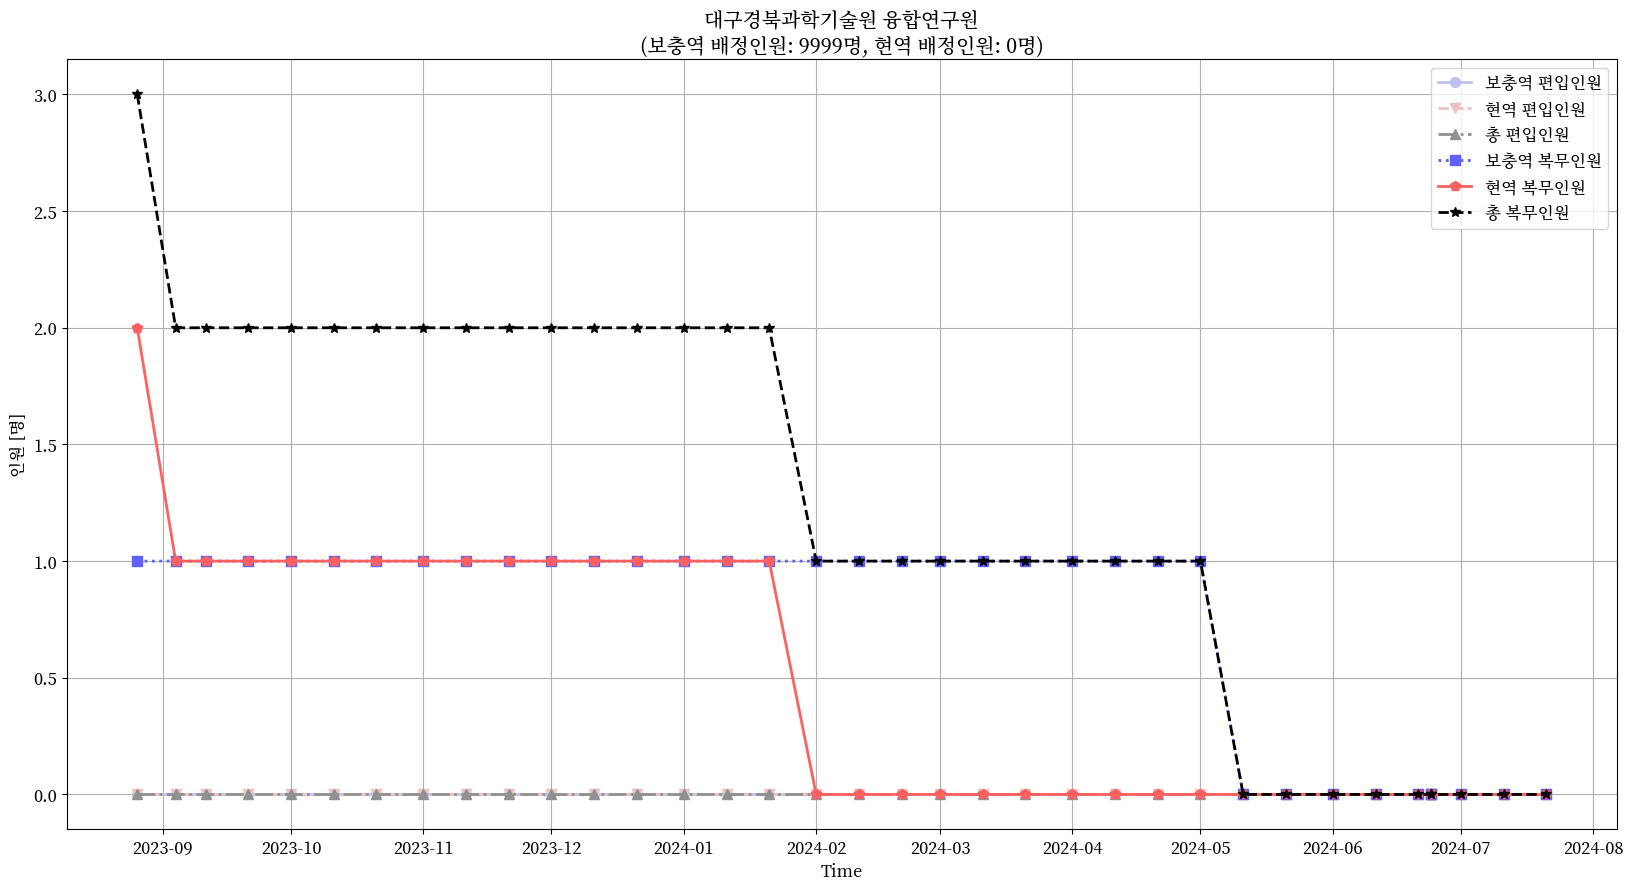 대구경북과학기술원 융합연구원
(보충역 배정인원: 9999명, 현역 배정인원: 0명)
보충역 편입인원
현역 편입인원
총 편입인원
보충역 복무인원
현역 복무인원
총 복무인원
인원 [명]
3.0
2.5
2.0
1.5
1.0
0.5
0.0
2023-09 2023-10 2023-11 2023-12 2024-01 2024-02 2024-03 2024-04 2024-05 2024-06 2024-07 2024-08
Time